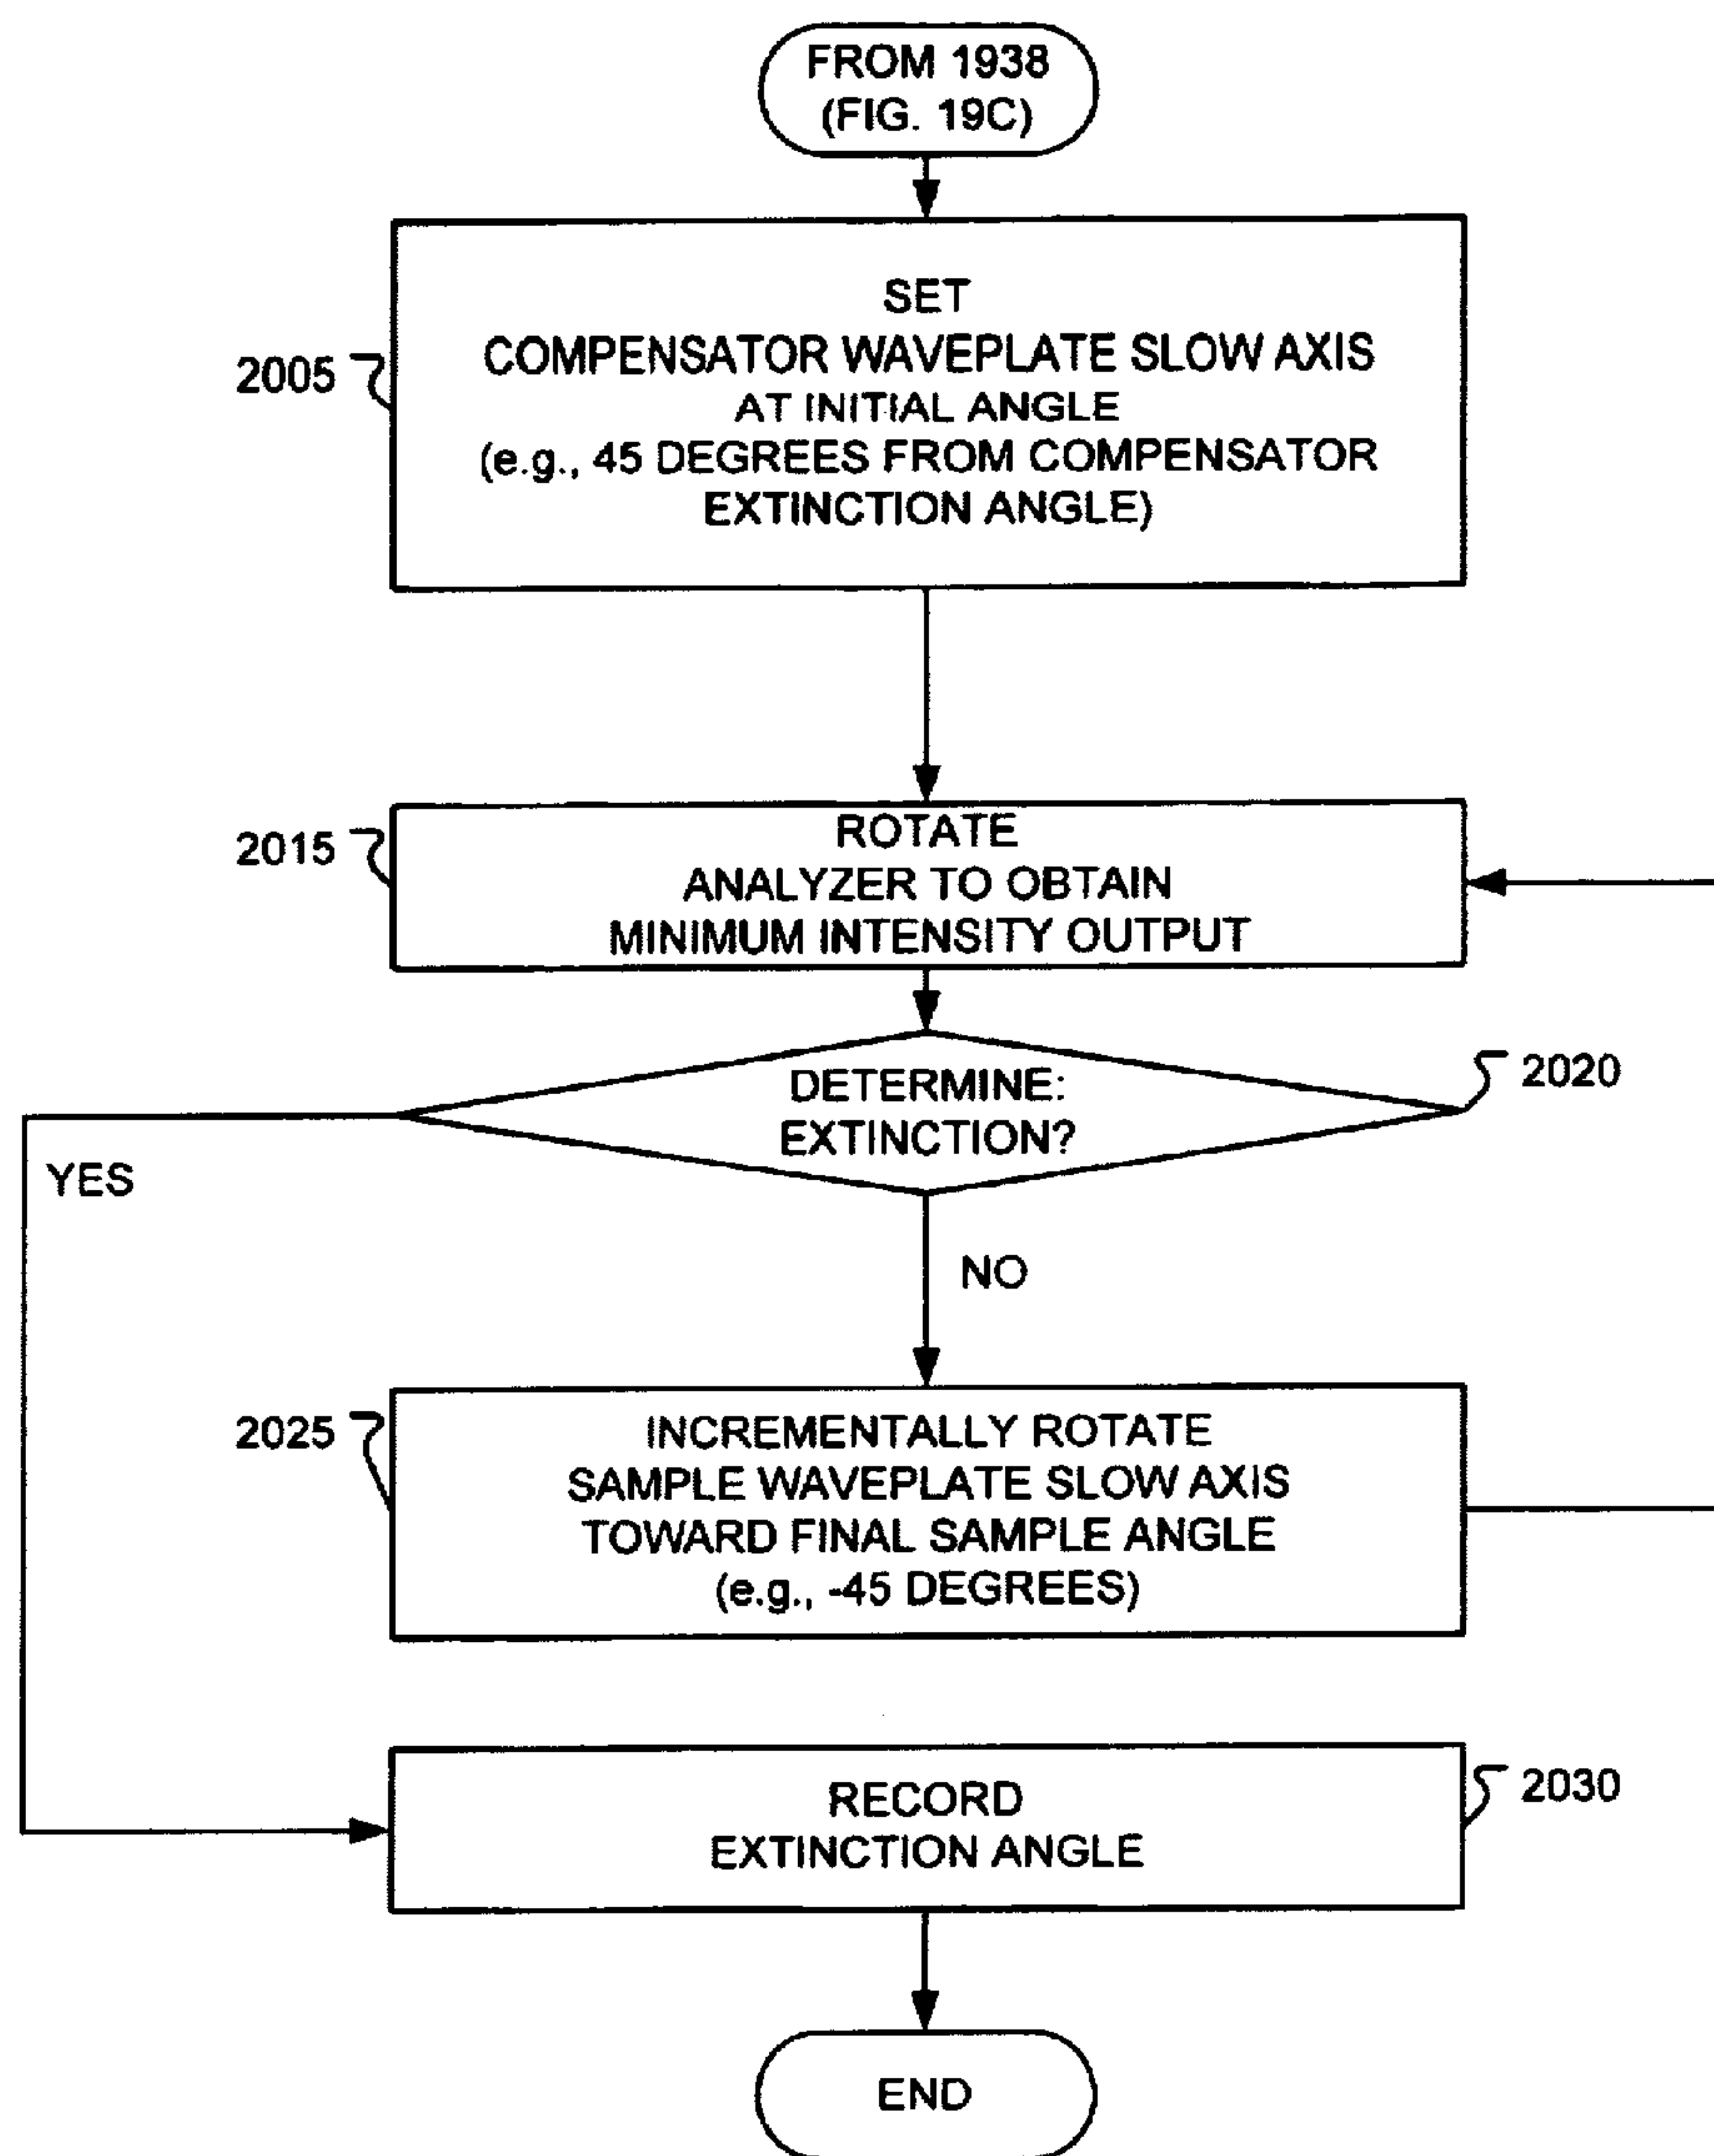 FROM 1938
(FIG. 19C)
SET
COMPENSATOR WAVEPLATE SLOW AXIS
AT INITIAL ANGLE
(e.g., 45 DEGREES FROM COMPENSATOR
EXTINCTION ANGLE)
2005
ROTATE
ANALYZER TO OBTAIN
MINIMUM INTENSITY OUTPUT
2015
DETERMINE:
EXTINCTION?
2020
YES
NO
INCREMENTALLY ROTATE
SAMPLE WAVEPLATE SLOW AXIS
TOWARD FINAL SAMPLE ANGLE
(e.g., -45 DEGREES)
2025
RECORD
EXTINCTION ANGLE
2030
END